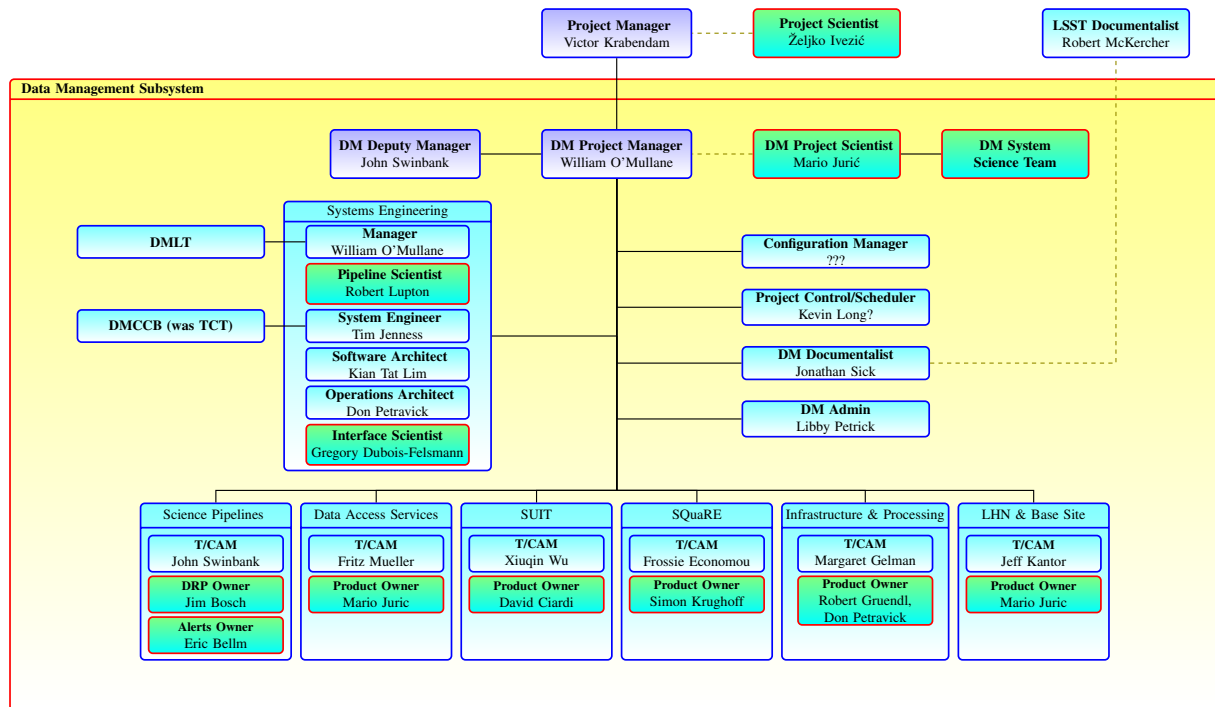 Project Manager
Victor Krabendam
Project Scientist
Željko Ivezić
LSST Documentalist
Robert McKercher
Data Management Subsystem
DM Deputy Manager
John Swinbank
DM Project Manager
William O'Mullane
DM Project Scientist
Mario Jurić
DM System
Science Team
Systems Engineering
DMLT
Manager
William O'Mullane
Pipeline Scientist
Robert Lupton
DMCCB (was TCT)
System Engineer
Tim Jenness
Software Architect
Kian Tat Lim
Operations Architect
Don Petravick
Interface Scientist
Gregory Dubois-Felsmann
Configuration Manager
???
Project Control/Scheduler
Kevin Long?
DM Documentalist
Jonathan Sick
DM Admin
Libby Petrick
Science Pipelines
T/CAM
John Swinbank
DRP Owner
Jim Bosch
Alerts Owner
Eric Bellm
Data Access Services
T/CAM
Fritz Mueller
Product Owner
Mario Juric
SUIT
T/CAM
Xiuqin Wu
Product Owner
David Ciardi
SQuaRE
T/CAM
Frossie Economou
Product Owner
Simon Krughoff
Infrastructure & Processing
T/CAM
Margaret Gelman
Product Owner
Robert Gruendl,
Don Petravick
LHN & Base Site
T/CAM
Jeff Kantor
Product Owner
Mario Juric